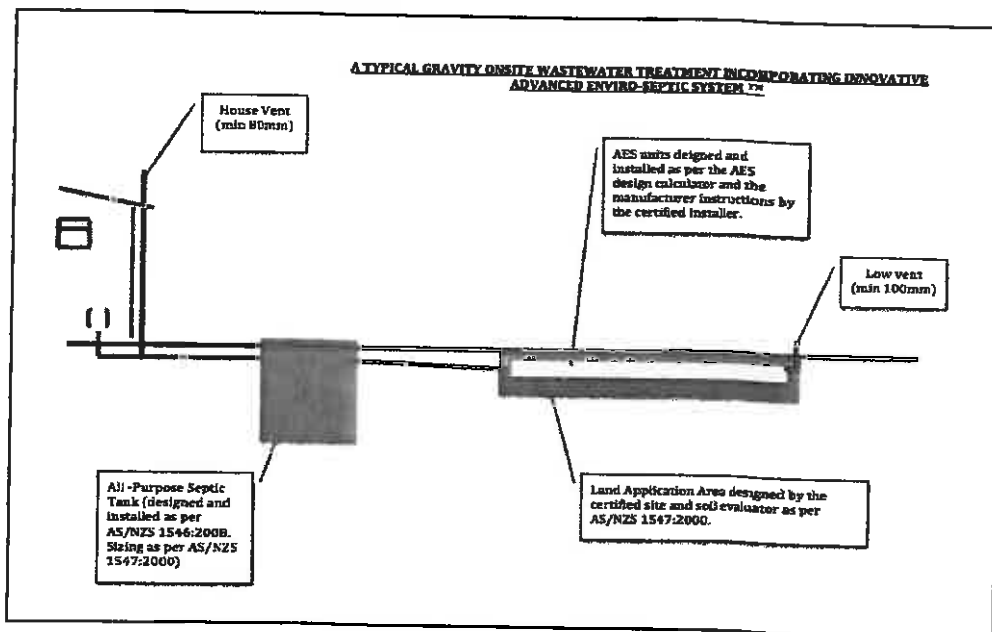 A TYPICAL GRAVITY ONSITE WASTEWATER TREATMENT INCORPORATING INNOVATIVE
ADVANCED ENVIRO-SEPTIC SYSTEM ™
House Vent
(min 80mm)
AES units deigned and
installed as per the AES
design calculator and the
manufacturer instructions by
the certified installer.
Low vent
(min 100mm)
All -Purpose Septic
Tank (designed and
installed as per
AS/NZS 1546:2008.
Sizing as per AS/NZS
1547:2000)
Land Application Area designed by the
certified site and soil evaluator as per
AS/NZS 1547:2000.